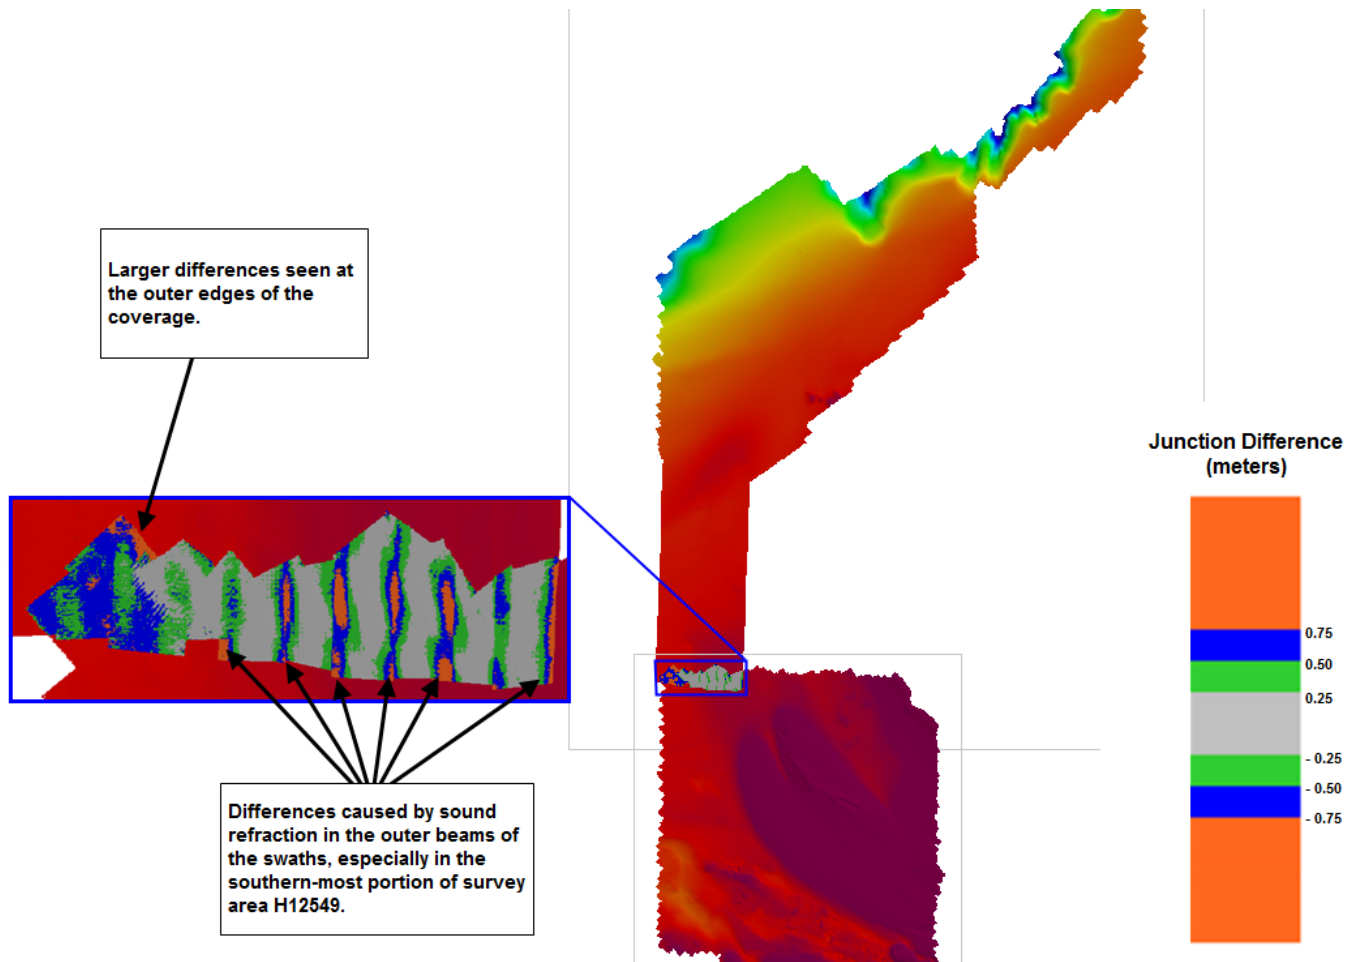 Larger differences seen at
the outer edges of the
coverage.
Differences caused by sound
refraction in the outer beams of
the swaths, especially in the
southern-most portion of survey
area H12549.
Junction Difference
(meters)
0.75
0.50
0.25
- 0.25
- 0.50
- 0.75